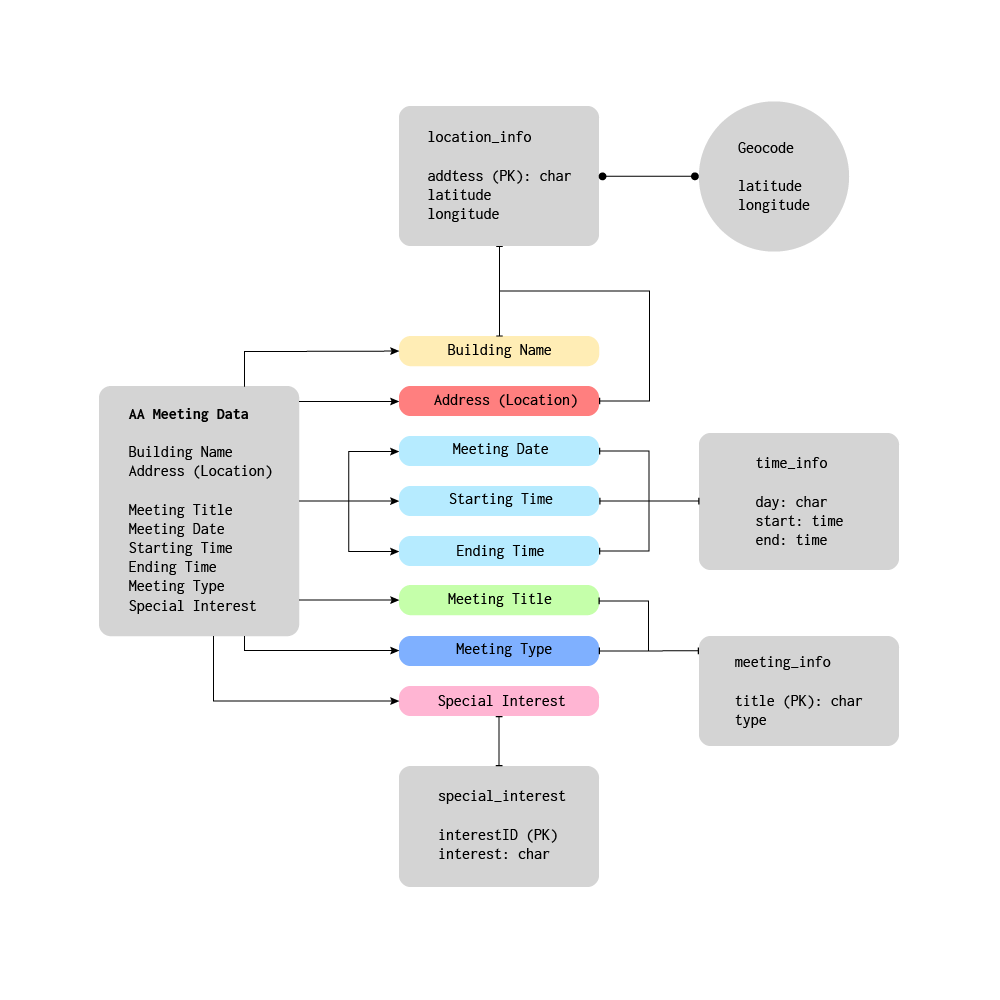 location_info
addtess (PK): char
latitude
longitude
Geocode
latitude
longitude
Building Name
Address (Location)
Meeting Date
Starting Time
Ending Time
Meeting Title
Meeting Type
Special Interest
AA Meeting Data
Building Name
Address (Location)
Meeting Title
Meeting Date
Starting Time
Ending Time
Meeting Type
Special Interest
time_info
day: char
start: time
end: time
meeting_info
title (PK): char
type
special_interest
interestID (PK)
interest: char